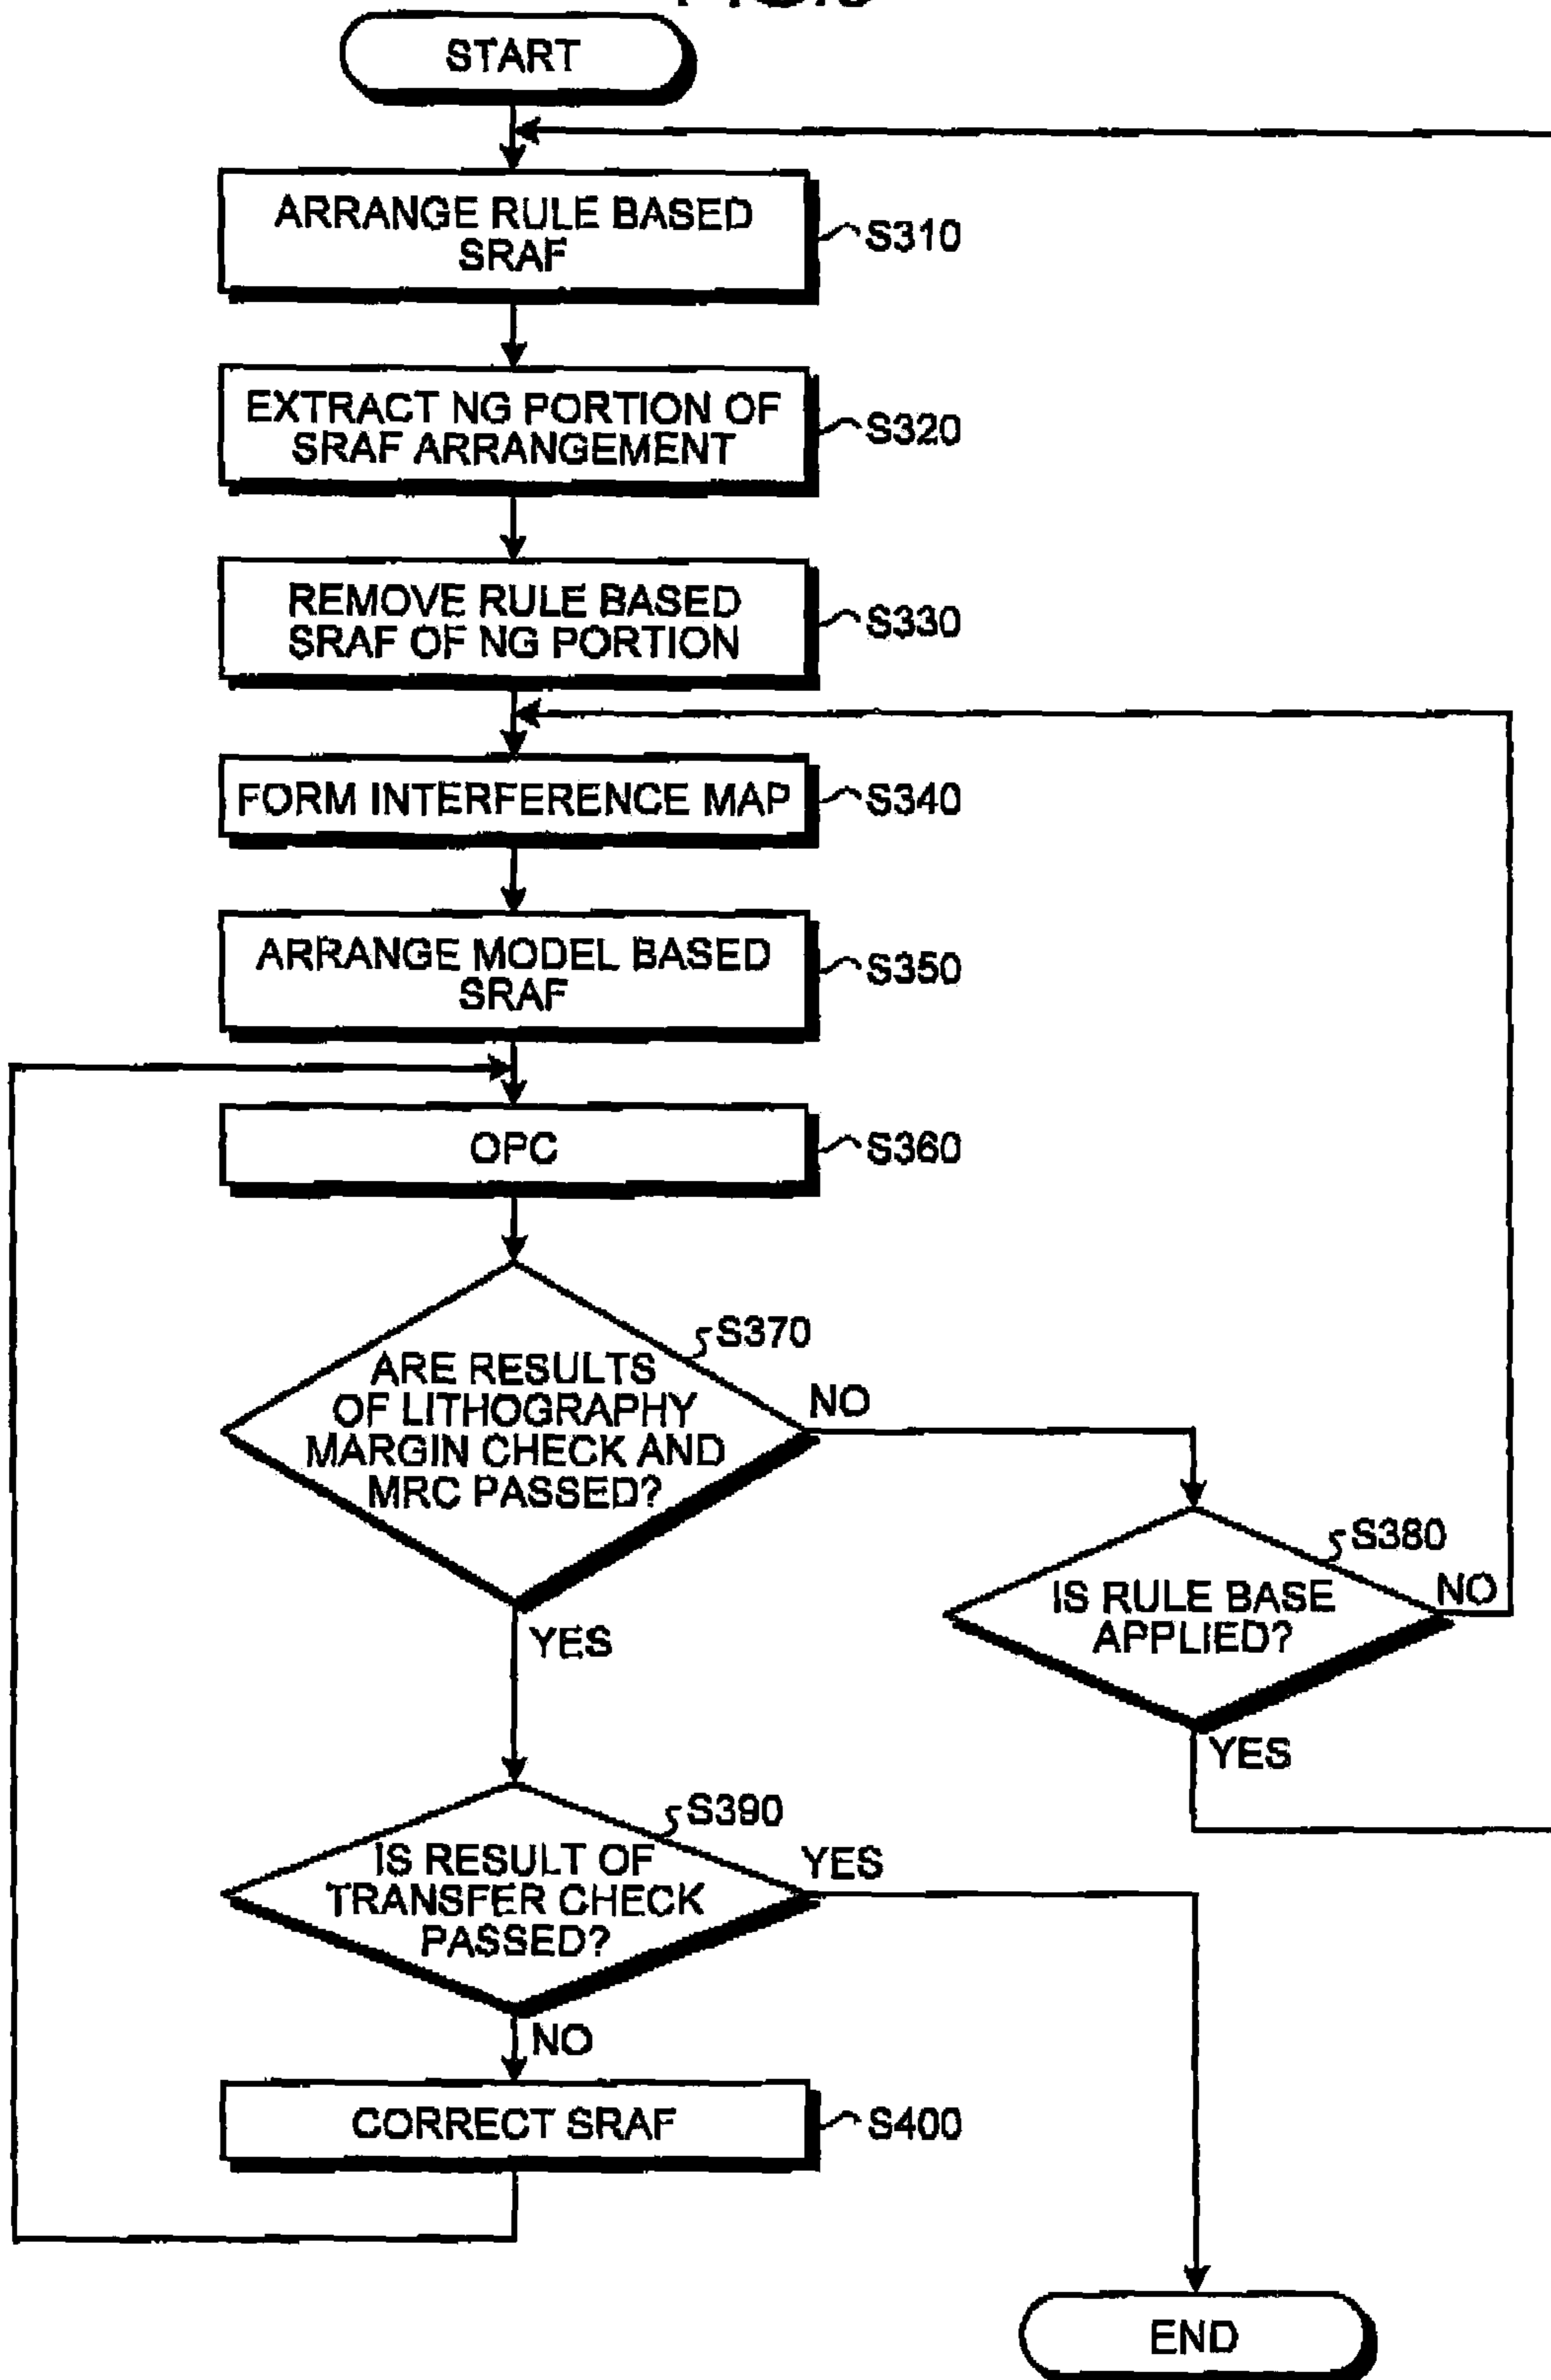 START
ARRANGE RULE BASED
SRAF
S310
EXTRACT NG PORTION OF
SRAF ARRANGEMENT
S320
REMOVE RULE BASED
SRAF OF NG PORTION
S330
FORM INTERFERENCE MAP
S340
ARRANGE MODEL BASED
SRAF
S350
OPC
S360
S370
ARE RESULTS
OF LITHOGRAPHY
MARGIN CHECK AND
MRC PASSED?
NO
YES
S380
IS RULE BASE
APPLIED?
NO
YES
S390
IS RESULT OF
TRANSFER CHECK
PASSED?
YES
NO
CORRECT SRAF
S400
END